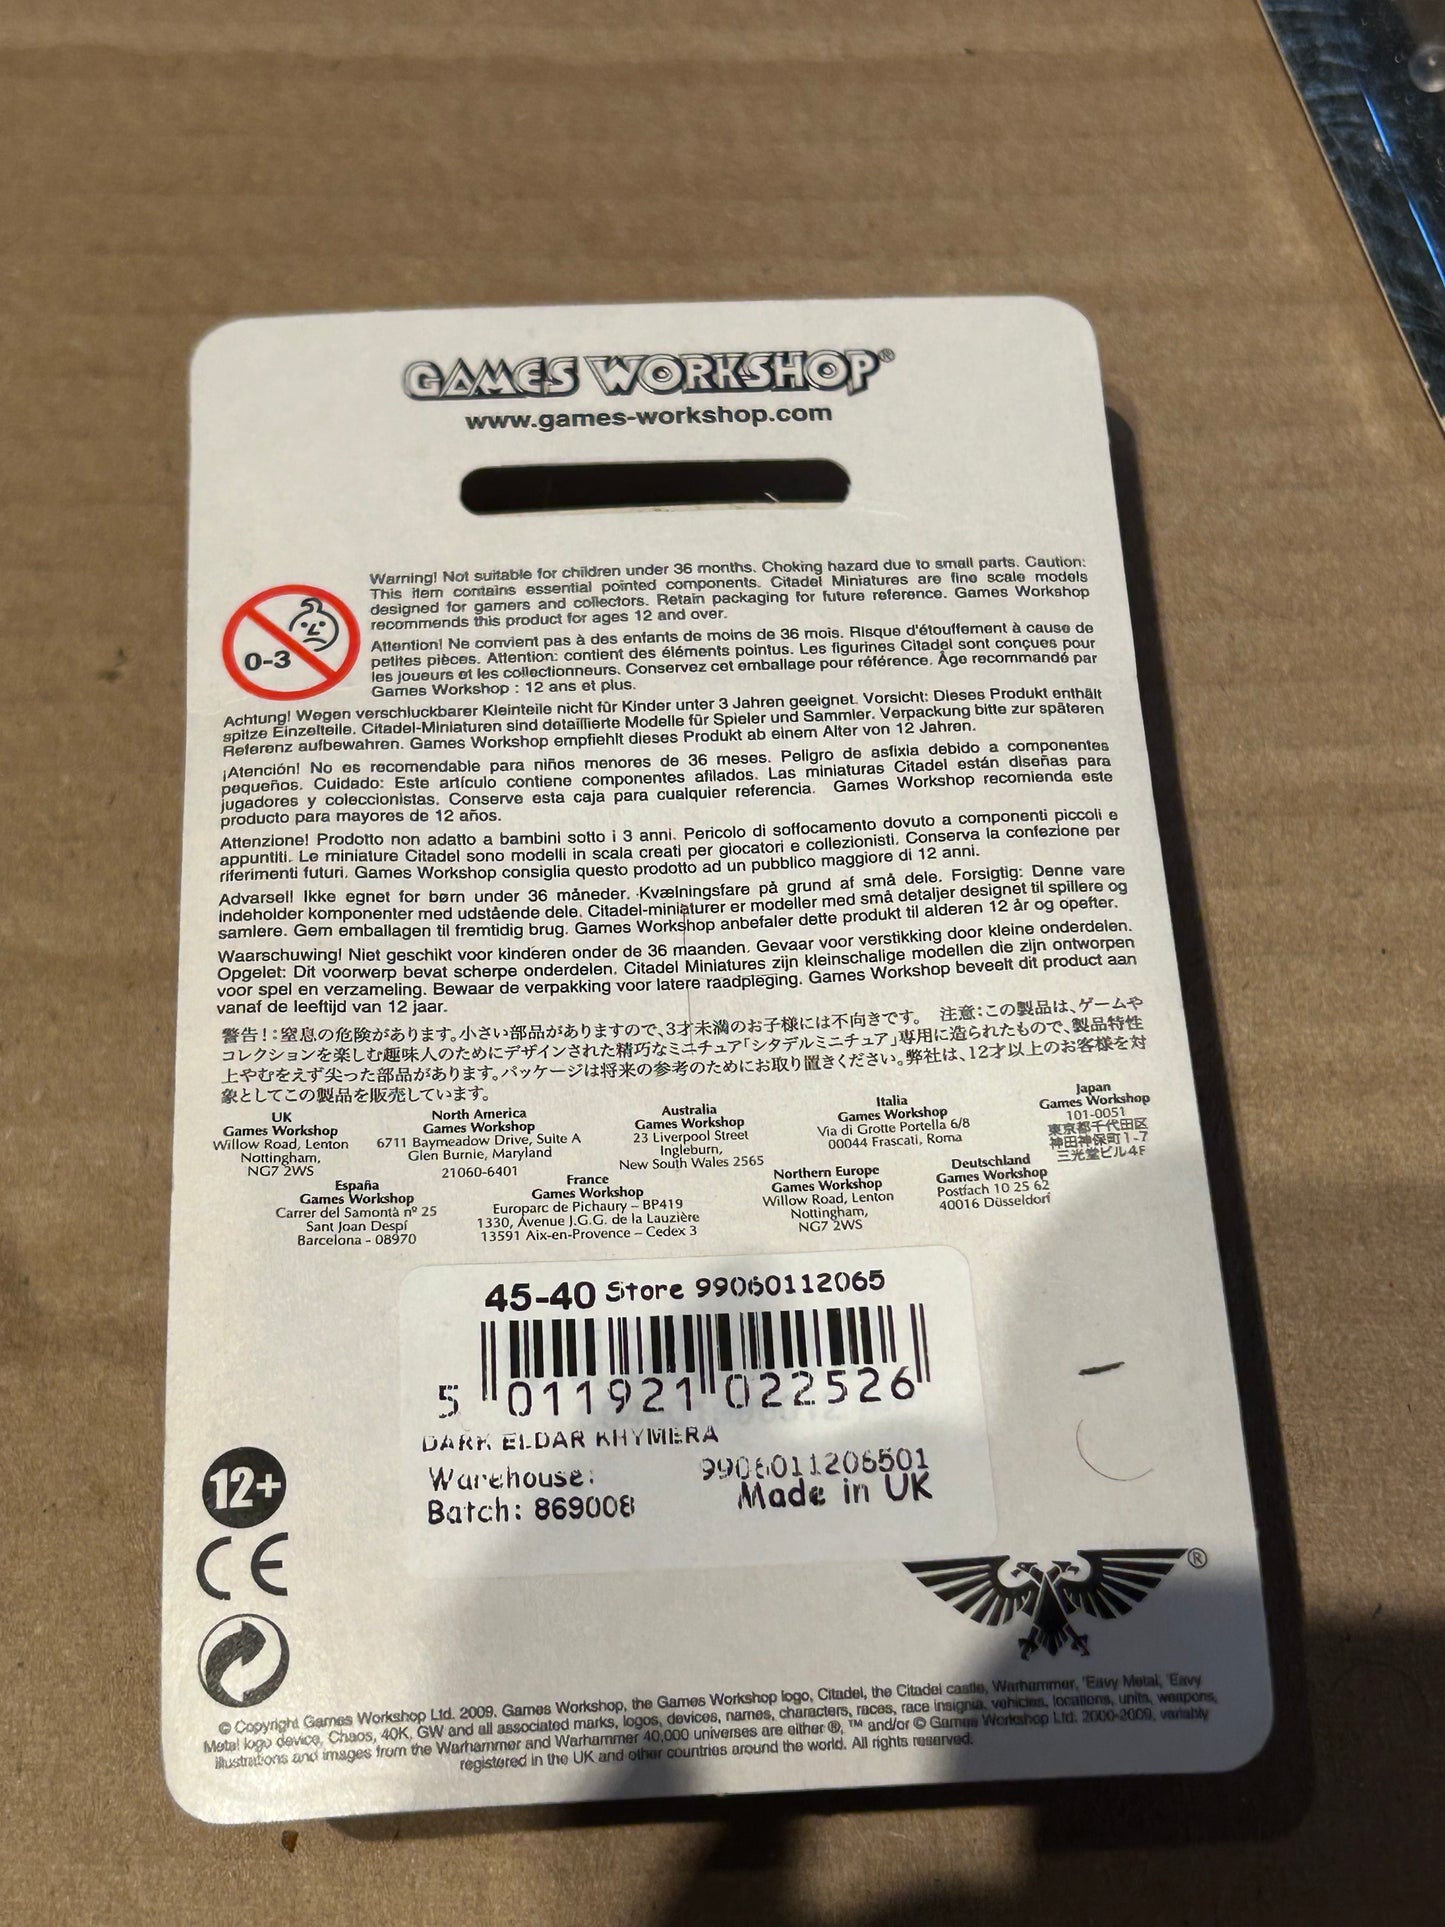 GAMES WORKSHOP®
www.games-workshop.com
0-3
Warning! Not suitable for children under 36 months. Choking hazard due to small parts. Caution:
This item contains essential pointed components. Citadel Miniatures are fine scale models
designed for gamers and collectors. Retain packaging for future reference. Games Workshop
recommends this product for ages 12 and over.
Attention! Ne convient pas à des enfants de moins de 36 mois. Risque d'étouffement à cause de
petites pièces. Attention: contient des éléments pointus. Les figurines Citadel sont conçues pour
les joueurs et les collectionneurs. Conservez cet emballage pour référence. Âge recommandé par
Games Workshop : 12 ans et plus.
Achtung! Wegen verschluckbarer Kleinteile nicht für Kinder unter 3 Jahren geeignet. Vorsicht: Dieses Produkt enthält
spitze Einzelteile. Citadel-Miniaturen sind detaillierte Modelle für Spieler und Sammler. Verpackung bitte zur späteren
Referenz aufbewahren. Games Workshop empfiehlt dieses Produkt ab einem Alter von 12 Jahren.
¡Atención! No es recomendable para niños menores de 36 meses. Peligro de asfixia debido a componentes
pequeños. Cuidado: Este artículo contiene componentes afilados. Las miniaturas Citadel están diseñas para
jugadores y coleccionistas. Conserve esta caja para cualquier referencia. Games Workshop recomienda este
producto para mayores de 12 años.
Attenzione! Prodotto non adatto a bambini sotto i 3 anni. Pericolo di soffocamento dovuto a componenti piccoli e
appuntiti. Le miniature Citadel sono modelli in scala creati per giocatori e collezionisti. Conserva la confezione per
riferimenti futuri. Games Workshop consiglia questo prodotto ad un pubblico maggiore di 12 anni.
Advarsel! Ikke egnet for børn under 36 måneder. Kvælningsfare på grund af små dele. Forsigtig: Denne vare
indeholder komponenter med udstående dele. Citadel-miniaturer er modeller med små detaljer designet til spillere og
samlere. Gem emballagen til fremtidig brug. Games Workshop anbefaler dette produkt til alderen 12 år og opefter.
Waarschuwing! Niet geschikt voor kinderen onder de 36 maanden. Gevaar voor verstikking door kleine onderdelen.
Opgelet: Dit voorwerp bevat scherpe onderdelen. Citadel Miniatures zijn kleinschalige modellen die zijn ontworpen
voor spel en verzameling. Bewaar de verpakking voor latere raadpleging. Games Workshop beveelt dit product aan
vanaf de leeftijd van 12 jaar.
警告!:窒息の危険があります。小さい部品がありますので、3才未満のお子様には不向きです。 注意:この製品は、ゲームや
コレクションを楽しむ趣味人のためにデザインされた精巧なミニチュア「シタデルミニチュア」専用に造られたもので、製品特性
上やむをえず尖った部品があります。パッケージは将来の参考のためにお取り置きください。弊社は、12才以上のお客様を対
象としてこの製品を販売しています。
UK
Games Workshop
Willow Road, Lenton
Nottingham,
NG7 2WS
North America
Games Workshop
6711 Baymeadow Drive, Suite A
Glen Burnie, Maryland
21060-6401
Australia
Games Workshop
23 Liverpool Street
Ingleburn,
New South Wales 2565
Italia
Games Workshop
Via di Grotte Portella 6/8
00044 Frascati, Roma
Japan
Games Workshop
101-0051
東京都千代田区
神田神保町1-7
三光堂ビル4F
España
Games Workshop
Carrer del Samontà nº 25
Sant Joan Despí
Barcelona - 08970
France
Games Workshop
Europarc de Pichaury – BP419
1330, Avenue J.G.G. de la Lauzière
13591 Aix-en-Provence – Cedex 3
Northern Europe
Games Workshop
Willow Road, Lenton
Nottingham,
NG7 2WS
Deutschland
Games Workshop
Postfach 10 25 62
40016 Düsseldorf
45-40 Store 99060112065
5 011921 022526
DARK ELDAR KHYMERA
Warehouse: 9906011206501
Batch: 869008 Made in UK
12+
CE
®
© Copyright Games Workshop Ltd. 2009. Games Workshop, the Games Workshop logo, Citadel, the Citadel castle, Warhammer, 'Eavy Metal, 'Eavy
Metal logo device, Chaos, 40K, GW and all associated marks, logos, devices, names, characters, races, race insignia, vehicles, locations, units, weapons,
illustrations and images from the Warhammer and Warhammer 40,000 universes are either ®, ™ and/or © Games Workshop Ltd. 2000-2009, variably
registered in the UK and other countries around the world. All rights reserved.